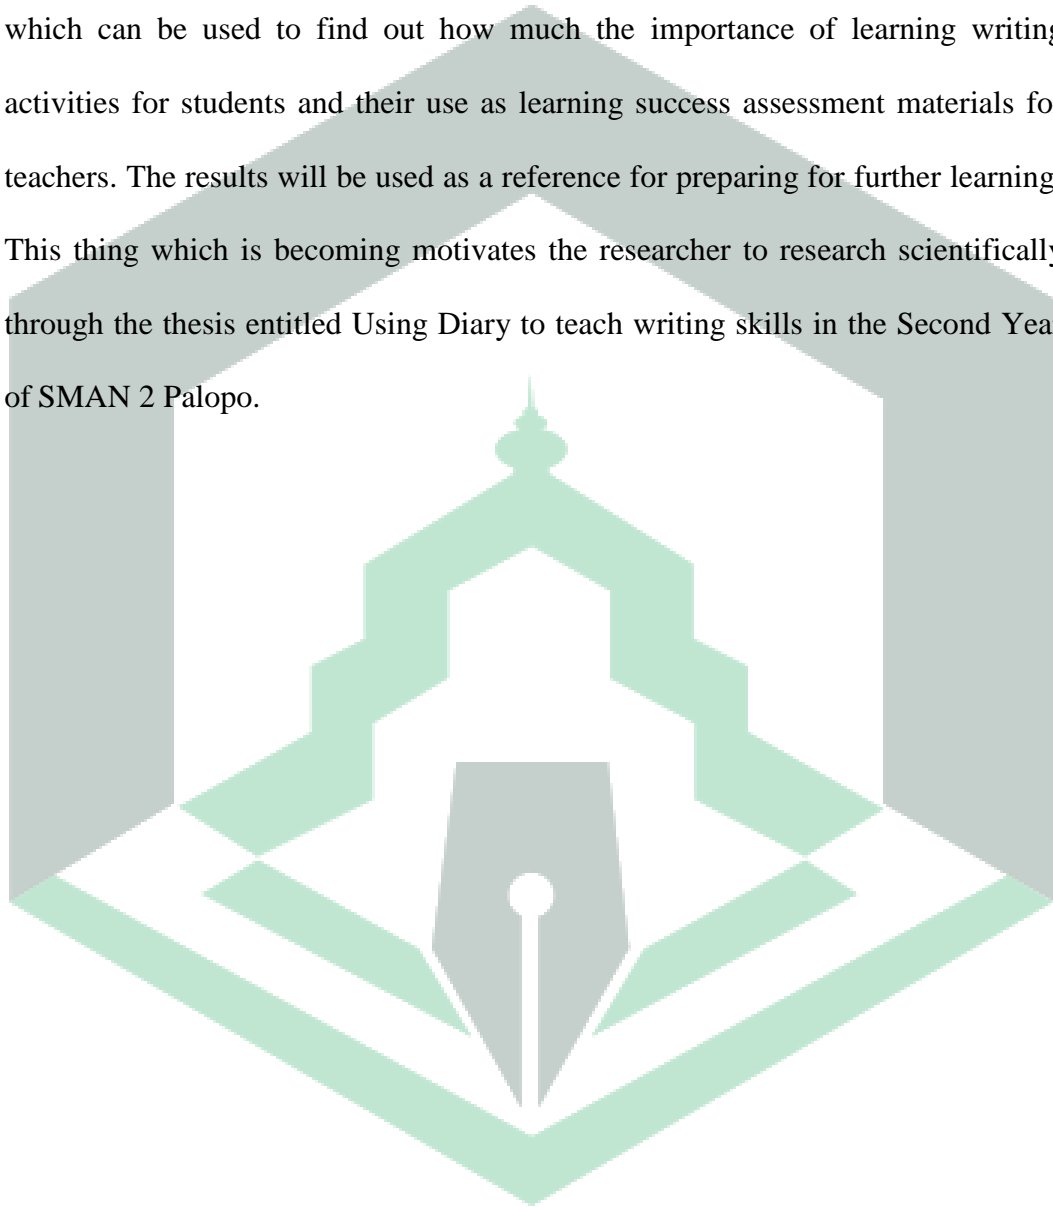 which can be used to find out how much the importance of learning writing
activities for students and their use as learning success assessment materials fo
teachers. The results will be used as a reference for preparing for further learning
This thing which is becoming motivates the researcher to research scientifically
through the thesis entitled Using Diary to teach writing skills in the Second Yea
of SMAN 2 Palopo.